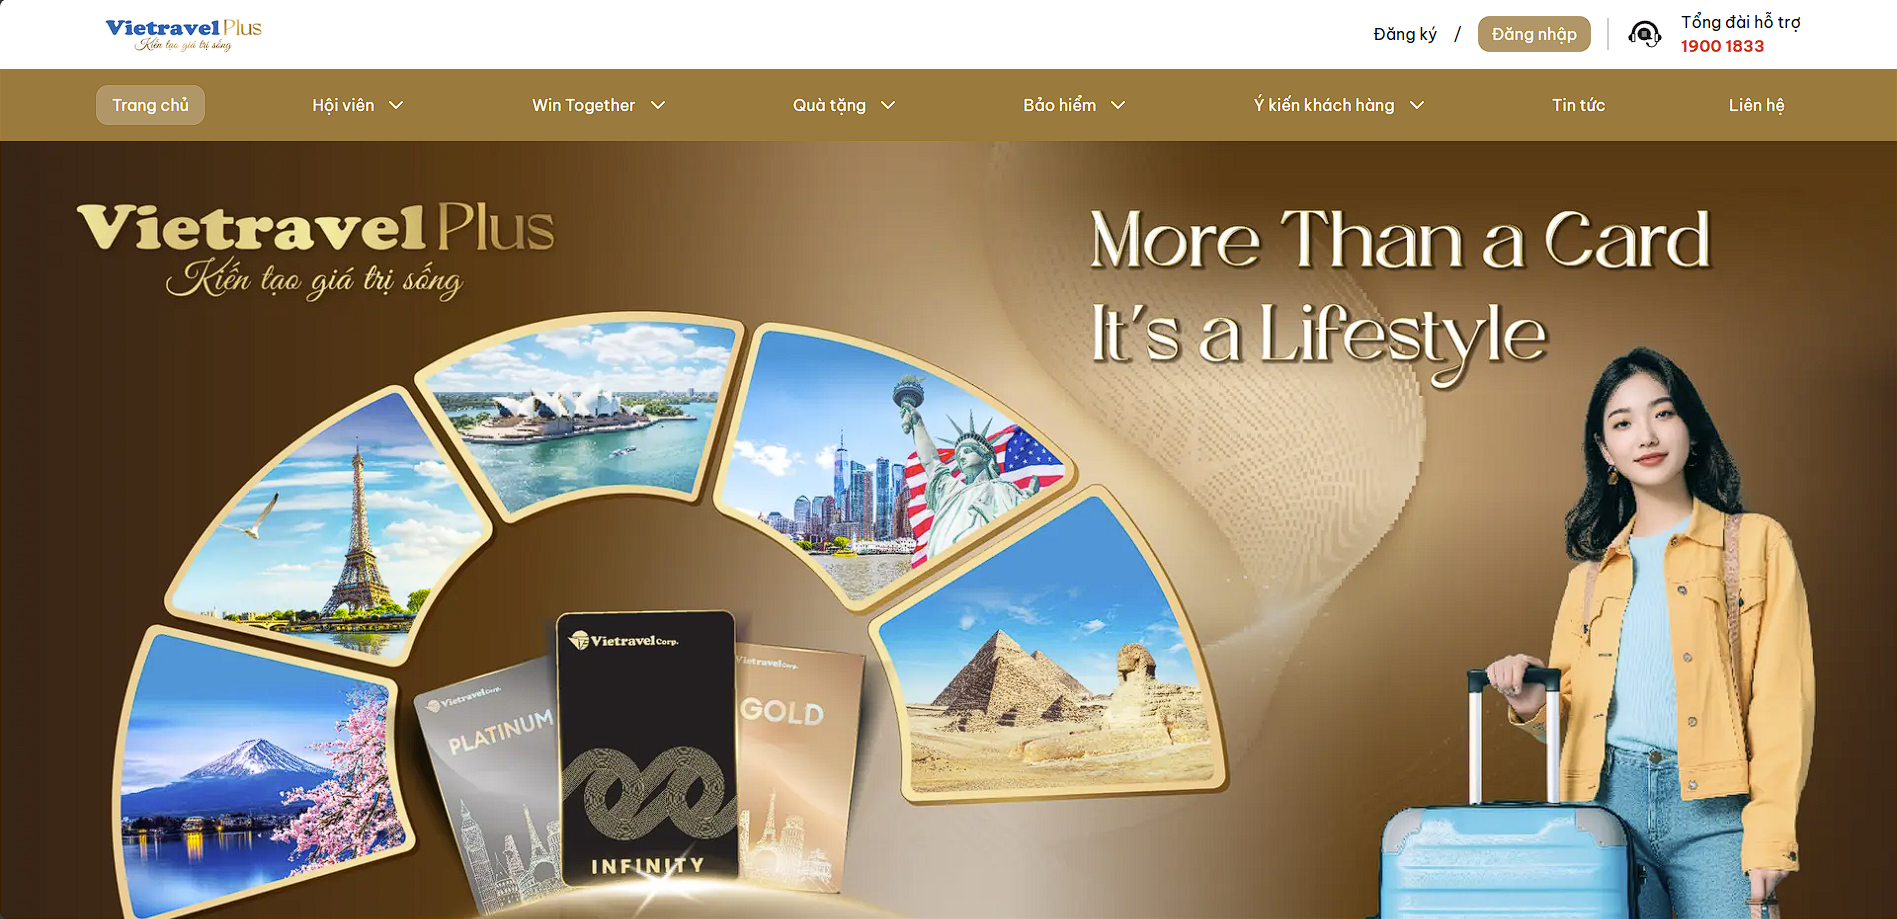 Vietravel Plus
Kiến tạo giá trị sống
Đăng ký / Đăng nhập
Tổng đài hỗ trợ
1900 1833
Trang chủ
Hội viên
Win Together
Quà tặng
Bảo hiểm
Ý kiến khách hàng
Tin tức
Liên hệ
Vietravel Plus
Kiến tạo giá trị sống
More Than a Card
It's a Lifestyle
Vietravel Corp.
PLATINUM
Vietravel Corp.
INFINITY
Vietravel Corp.
GOLD